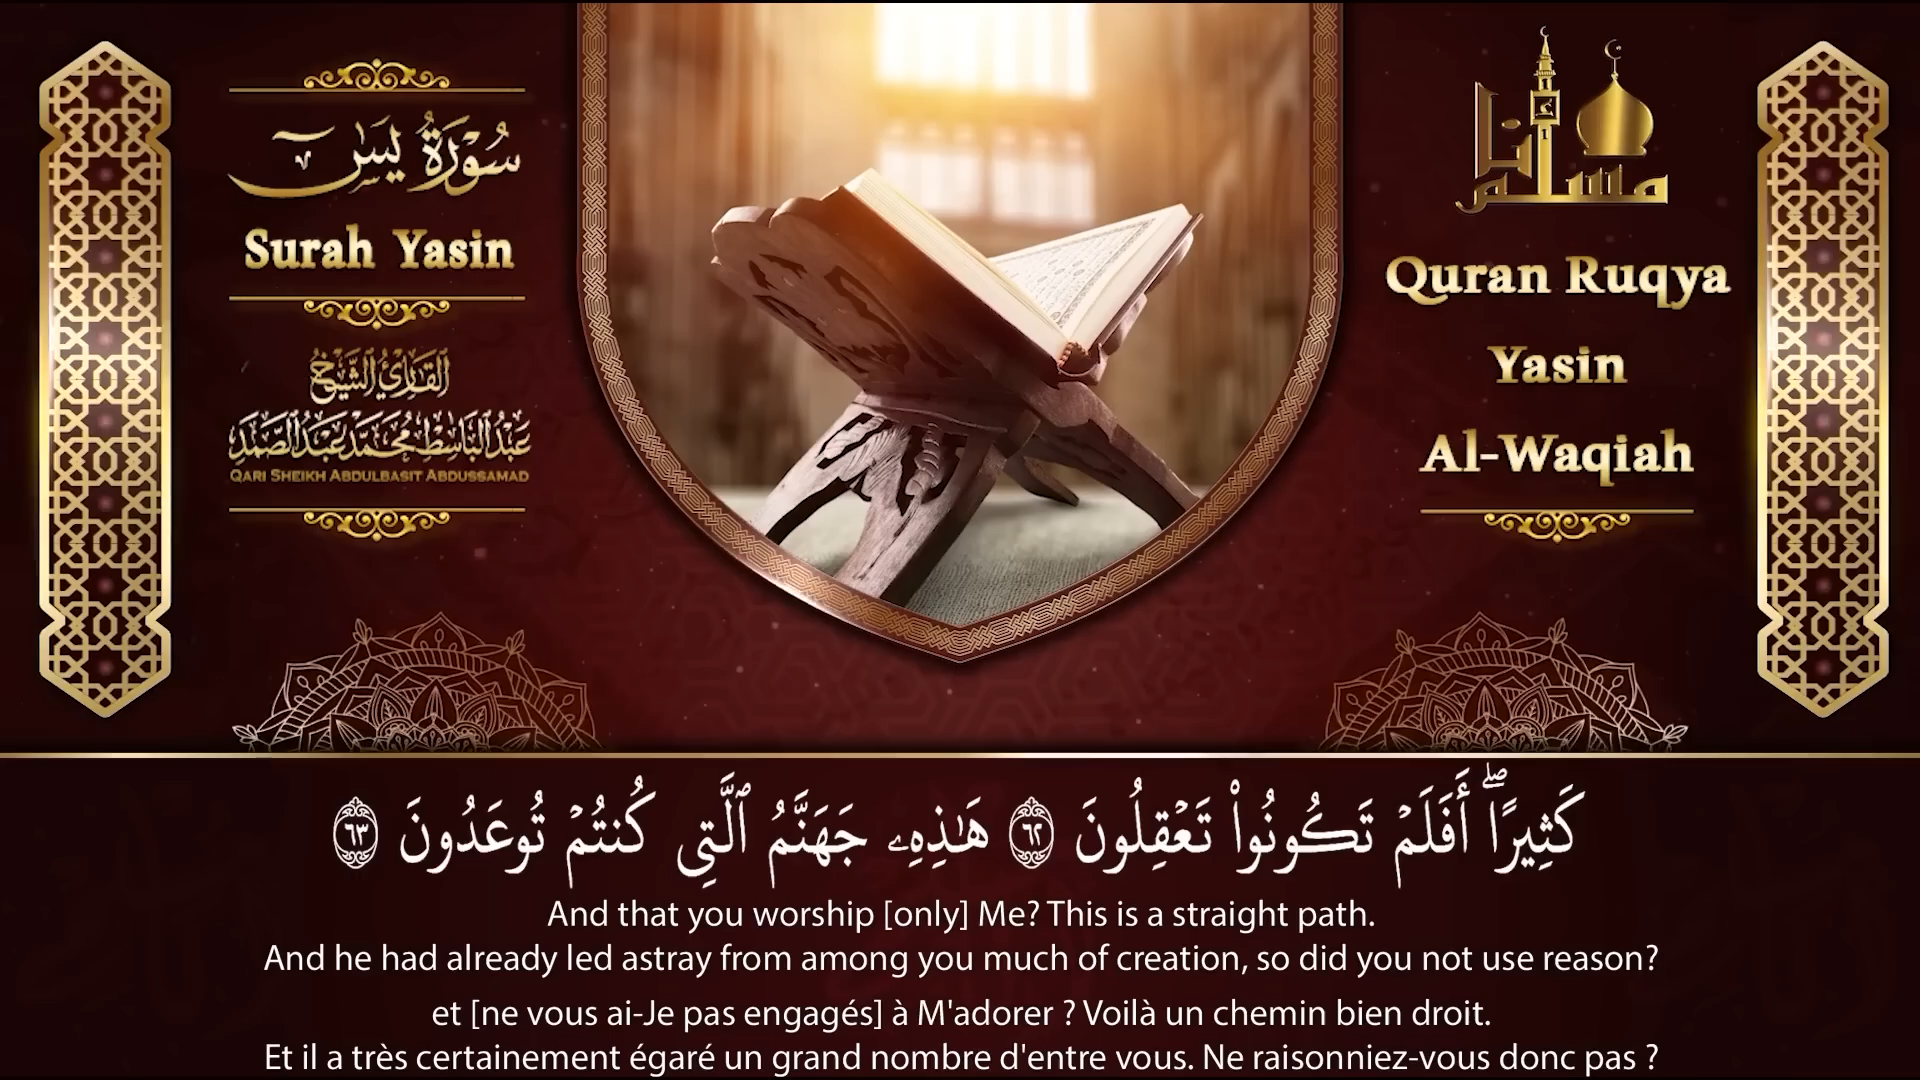 سُورَةُ يسٓ
Surah Yasin
القارئ الشيخ
عبد الباسط محمد عبد الصمد
QARI SHEIKH ABDULBASIT ABDUSSAMAD
أنا
مسلم
Quran Ruqya
Yasin
Al-Waqiah
كَثِيرًاۖ أَفَلَمۡ تَكُونُواْ تَعۡقِلُونَ ٦٢ هَٰذِهِۦ جَهَنَّمُ ٱلَّتِي كُنتُمۡ تُوعَدُونَ ٦٣
And that you worship [only] Me? This is a straight path.
And he had already led astray from among you much of creation, so did you not use reason?
et [ne vous ai-Je pas engagés] à M'adorer ? Voilà un chemin bien droit.
Et il a très certainement égaré un grand nombre d'entre vous. Ne raisonniez-vous donc pas ?